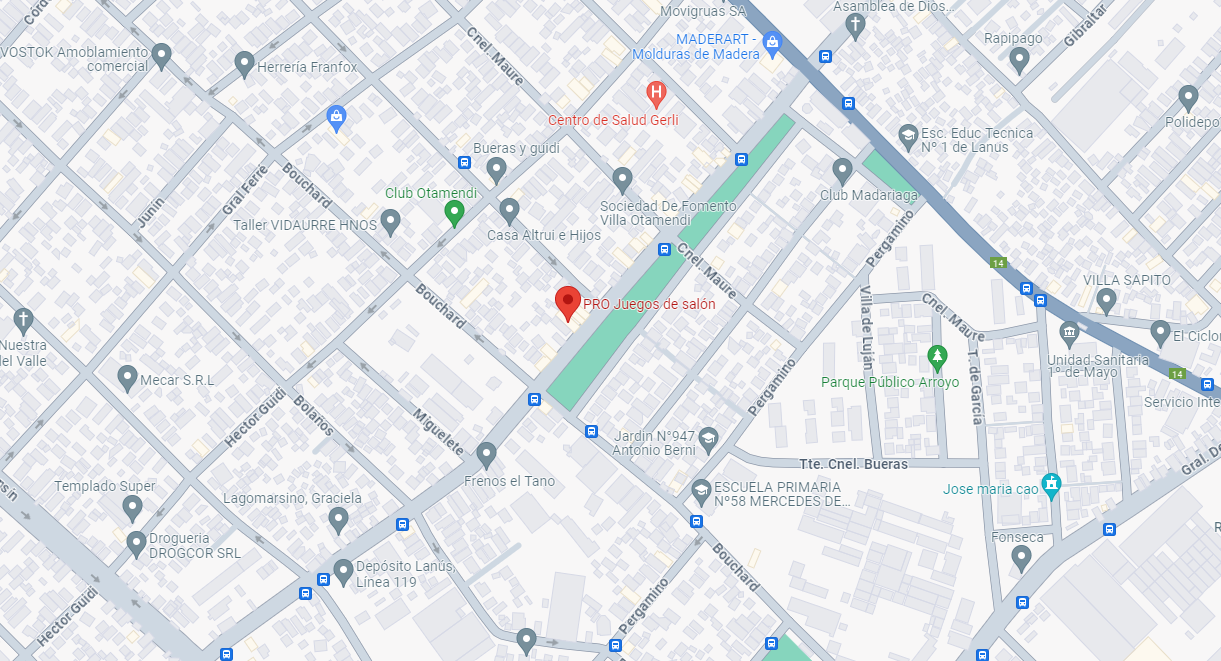 Córdo
Movigruas SA
Asamblea de Dios...
Gibraltar
VOSTOK Amoblamiento
comercial
Herrería Franfox
Cnel. Maure
MADERART -
Molduras de Madera
Rapipago
H
Centro de Salud Gerli
Polidepo
Esc. Educ Tecnica
Nº 1 de Lanus
Bueras y guidi
Bouchard
Gral Ferré
Junin
Club Otamendi
Club Madariaga
Sociedad De Fomento
Villa Otamendi
Taller VIDAURRE HNOS
Casa Altrui e Hijos
Pergamino
Cnel. Maure
14
VILLA SAPITO
Bouchard
PRO Juegos de salón
Villa de Luján
Cnel. Maure
Nuestra
del Valle
El Ciclon
Unidad Sanitaria
1° de Mayo
Mecar S.R.L
14
Parque Público Arroyo
T. de García
Pergamino
Servicio Inte
Hector Guidi
Bolaños
Miguelete
Jardin N°947
Antonio Berni
Tte. Cnel. Bueras
Gral. De
Frenos el Tano
ESCUELA PRIMARIA
N°58 MERCEDES DE...
Templado Super
Lagomarsino, Graciela
Jose maria cao
Drogueria
DROGCOR SRL
Fonseca
Depósito Lanús,
Línea 119
Bouchard
Hector Guidi
Pergamino